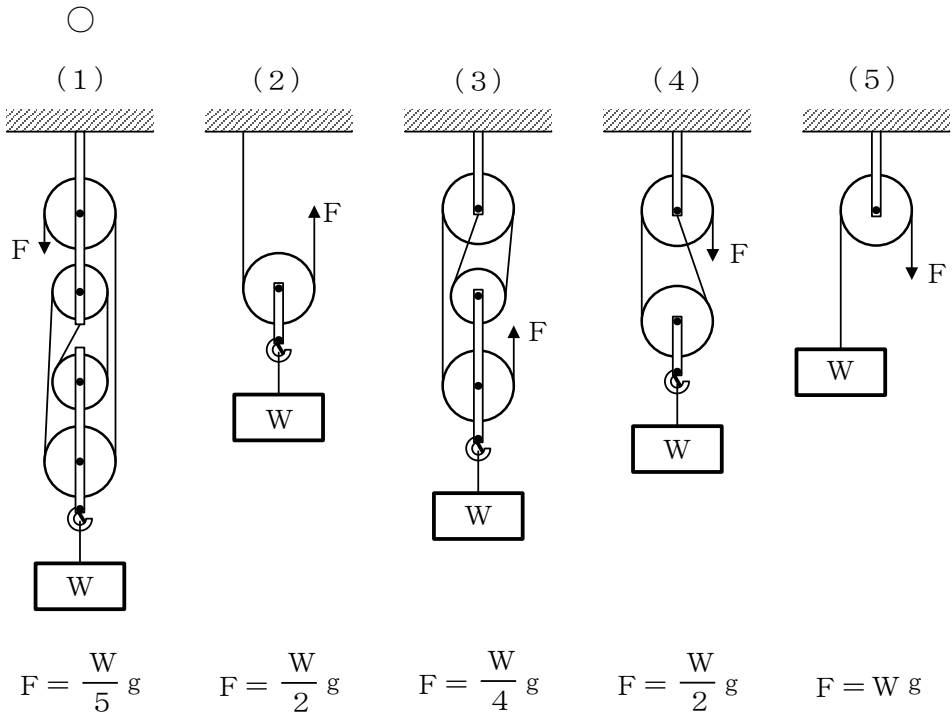 ○
（１） （２） （３） （４） （５）
F F F F F
W W W W W
F = W/5 g F = W/2 g F = W/4 g F = W/2 g F = W g